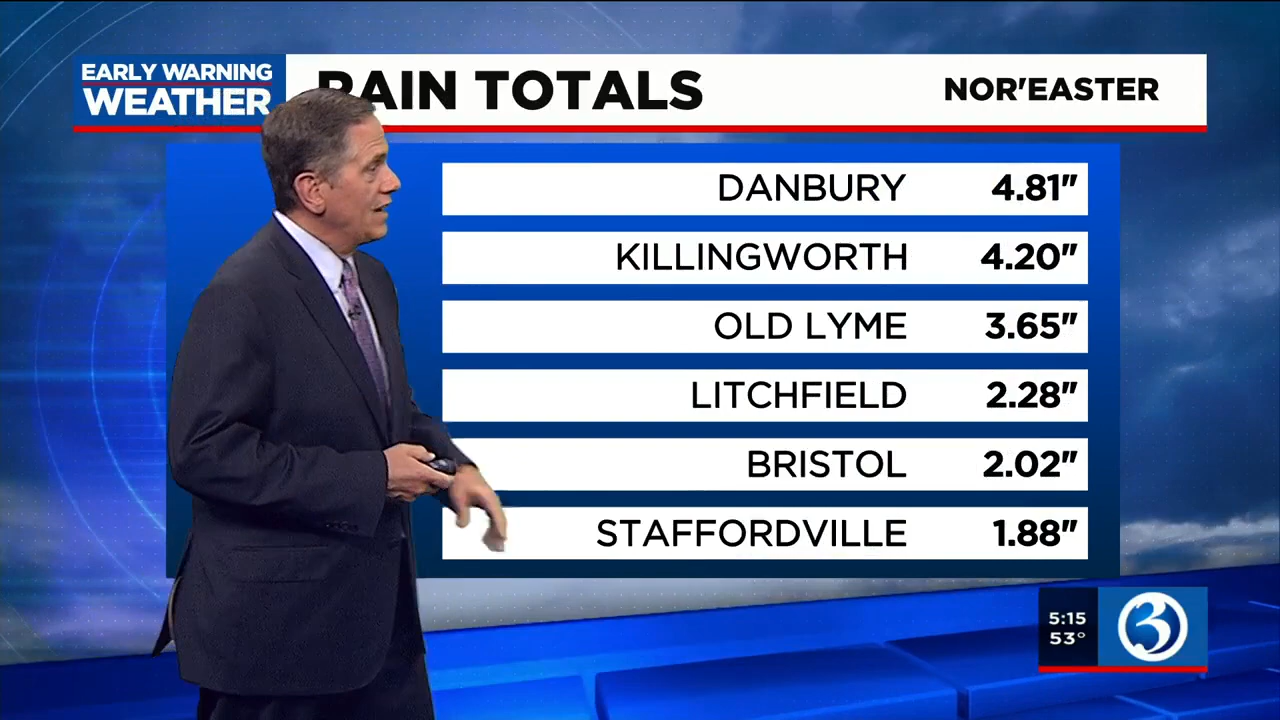 EARLY WARNING
WEATHER
RAIN TOTALS
NOR'EASTER
DANBURY 4.81"
KILLINGWORTH 4.20"
OLD LYME 3.65"
LITCHFIELD 2.28"
BRISTOL 2.02"
STAFFORDVILLE 1.88"
5:15
53°
3